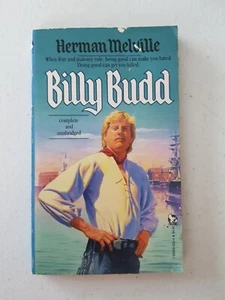 Herman Melville
When fear and tyranny rule, being good can make you hated.
Doing good can get you killed.
Billy Budd
complete
and
unabridged